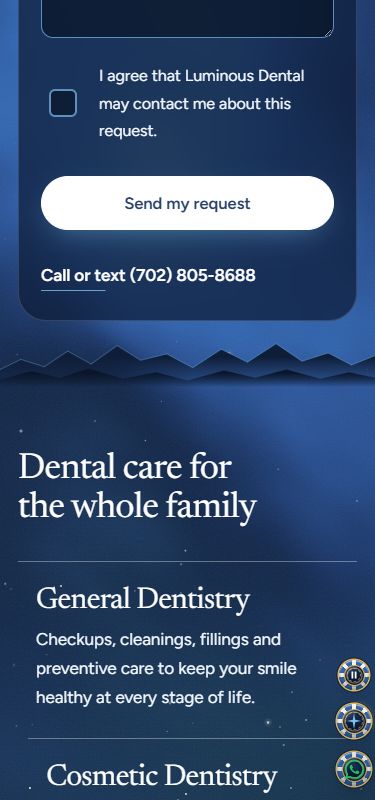 I agree that Luminous Dental
may contact me about this
request.
Send my request
Call or text (702) 805-8688
Dental care for
the whole family
General Dentistry
Checkups, cleanings, fillings and
preventive care to keep your smile
healthy at every stage of life.
Cosmetic Dentistry